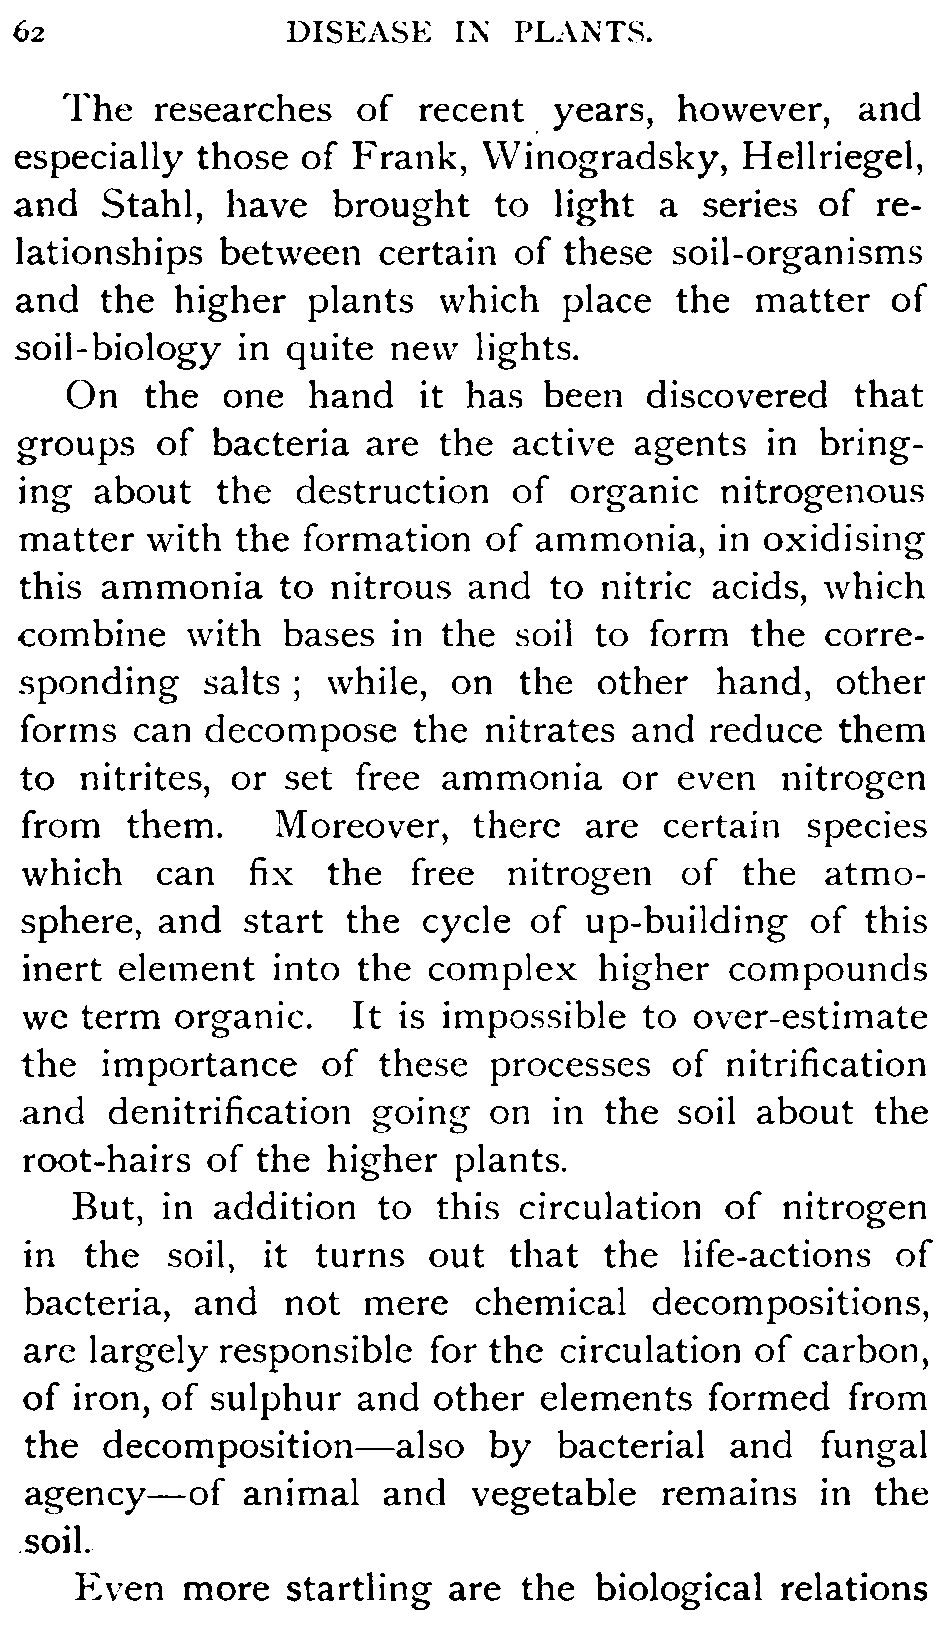 62 DISEASE IN PLANTS.
The researches of recent years, however, and
especially those of Frank, Winogradsky, Hellriegel,
and Stahl, have brought to light a series of re-
lationships between certain of these soil-organisms
and the higher plants which place the matter of
soil-biology in quite new lights.
On the one hand it has been discovered that
groups of bacteria are the active agents in bring-
ing about the destruction of organic nitrogenous
matter with the formation of ammonia, in oxidising
this ammonia to nitrous and to nitric acids, which
combine with bases in the soil to form the corre-
sponding salts ; while, on the other hand, other
forms can decompose the nitrates and reduce them
to nitrites, or set free ammonia or even nitrogen
from them. Moreover, there are certain species
which can fix the free nitrogen of the atmo-
sphere, and start the cycle of up-building of this
inert element into the complex higher compounds
we term organic. It is impossible to over-estimate
the importance of these processes of nitrification
and denitrification going on in the soil about the
root-hairs of the higher plants.
But, in addition to this circulation of nitrogen
in the soil, it turns out that the life-actions of
bacteria, and not mere chemical decompositions,
are largely responsible for the circulation of carbon,
of iron, of sulphur and other elements formed from
the decomposition—also by bacterial and fungal
agency—of animal and vegetable remains in the
soil.
Even more startling are the biological relations